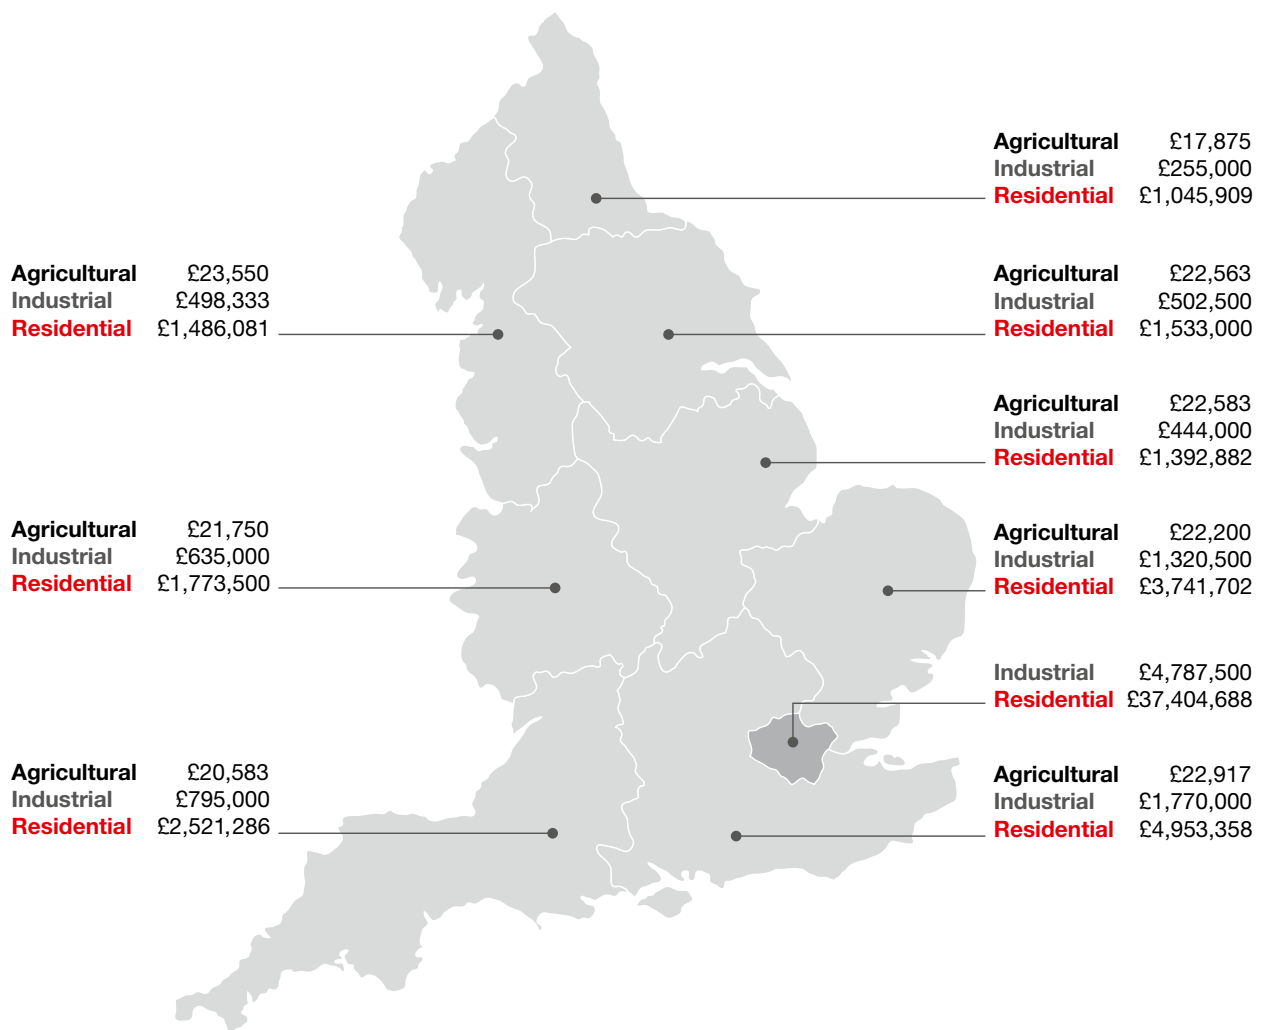 Agricultural £17,875
Industrial £255,000
Residential £1,045,909
Agricultural £23,550
Industrial £498,333
Residential £1,486,081
Agricultural £22,563
Industrial £502,500
Residential £1,533,000
Agricultural £22,583
Industrial £444,000
Residential £1,392,882
Agricultural £21,750
Industrial £635,000
Residential £1,773,500
Agricultural £22,200
Industrial £1,320,500
Residential £3,741,702
Industrial £4,787,500
Residential £37,404,688
Agricultural £20,583
Industrial £795,000
Residential £2,521,286
Agricultural £22,917
Industrial £1,770,000
Residential £4,953,358